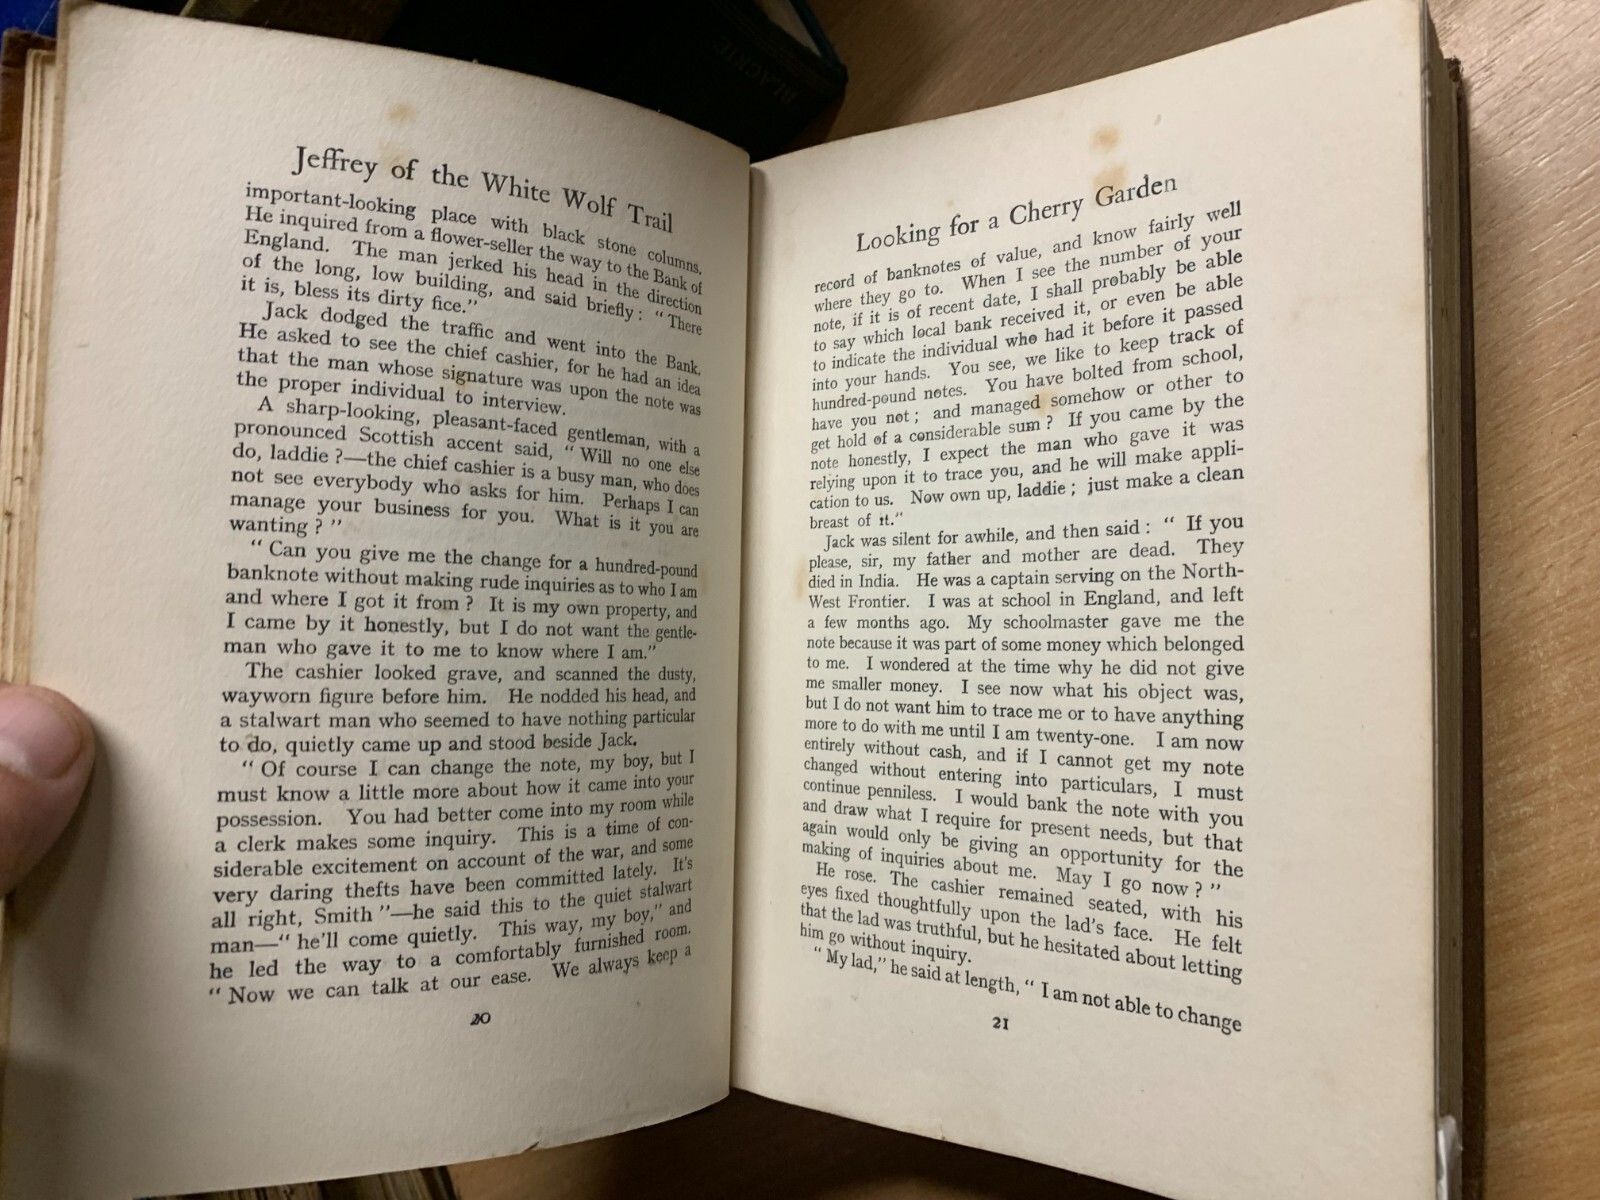 BLACKIE
Jeffrey of the White Wolf Trail
important-looking place with black stone columns.
He inquired from a flower-seller the way to the Bank of
England. The man jerked his head in the direction
of the long, low building, and said briefly: “There
it is, bless its dirty fice.”
Jack dodged the traffic and went into the Bank.
He asked to see the chief cashier, for he had an idea
that the man whose signature was upon the note was
the proper individual to interview.
A sharp-looking, pleasant-faced gentleman, with a
pronounced Scottish accent said, “Will no one else
do, laddie?—the chief cashier is a busy man, who does
not see everybody who asks for him. Perhaps I can
manage your business for you. What is it you are
wanting?”
“Can you give me the change for a hundred-pound
banknote without making rude inquiries as to who I am
and where I got it from? It is my own property, and
I came by it honestly, but I do not want the gentle-
man who gave it to me to know where I am.”
The cashier looked grave, and scanned the dusty,
wayworn figure before him. He nodded his head, and
a stalwart man who seemed to have nothing particular
to do, quietly came up and stood beside Jack.
“Of course I can change the note, my boy, but I
must know a little more about how it came into your
possession. You had better come into my room while
a clerk makes some inquiry. This is a time of con-
siderable excitement on account of the war, and some
very daring thefts have been committed lately. It's
all right, Smith”—he said this to the quiet stalwart
man—“he'll come quietly. This way, my boy,” and
he led the way to a comfortably furnished room.
“Now we can talk at our ease. We always keep a
20
Looking for a Cherry Garden
record of banknotes of value, and know fairly well
where they go to. When I see the number of your
note, if it is of recent date, I shall probably be able
to say which local bank received it, or even be able
to indicate the individual who had it before it passed
into your hands. You see, we like to keep track of
hundred-pound notes. You have bolted from school,
have you not; and managed somehow or other to
get hold of a considerable sum? If you came by the
note honestly, I expect the man who gave it was
relying upon it to trace you, and he will make appli-
cation to us. Now own up, laddie; just make a clean
breast of it.”
Jack was silent for awhile, and then said: “If you
please, sir, my father and mother are dead. They
died in India. He was a captain serving on the North-
West Frontier. I was at school in England, and left
a few months ago. My schoolmaster gave me the
note because it was part of some money which belonged
to me. I wondered at the time why he did not give
me smaller money. I see now what his object was,
but I do not want him to trace me or to have anything
more to do with me until I am twenty-one. I am now
entirely without cash, and if I cannot get my note
changed without entering into particulars, I must
continue penniless. I would bank the note with you
and draw what I require for present needs, but that
again would only be giving an opportunity for the
making of inquiries about me. May I go now?”
He rose. The cashier remained seated, with his
eyes fixed thoughtfully upon the lad's face. He felt
that the lad was truthful, but he hesitated about letting
him go without inquiry.
“My lad,” he said at length, “I am not able to change
21